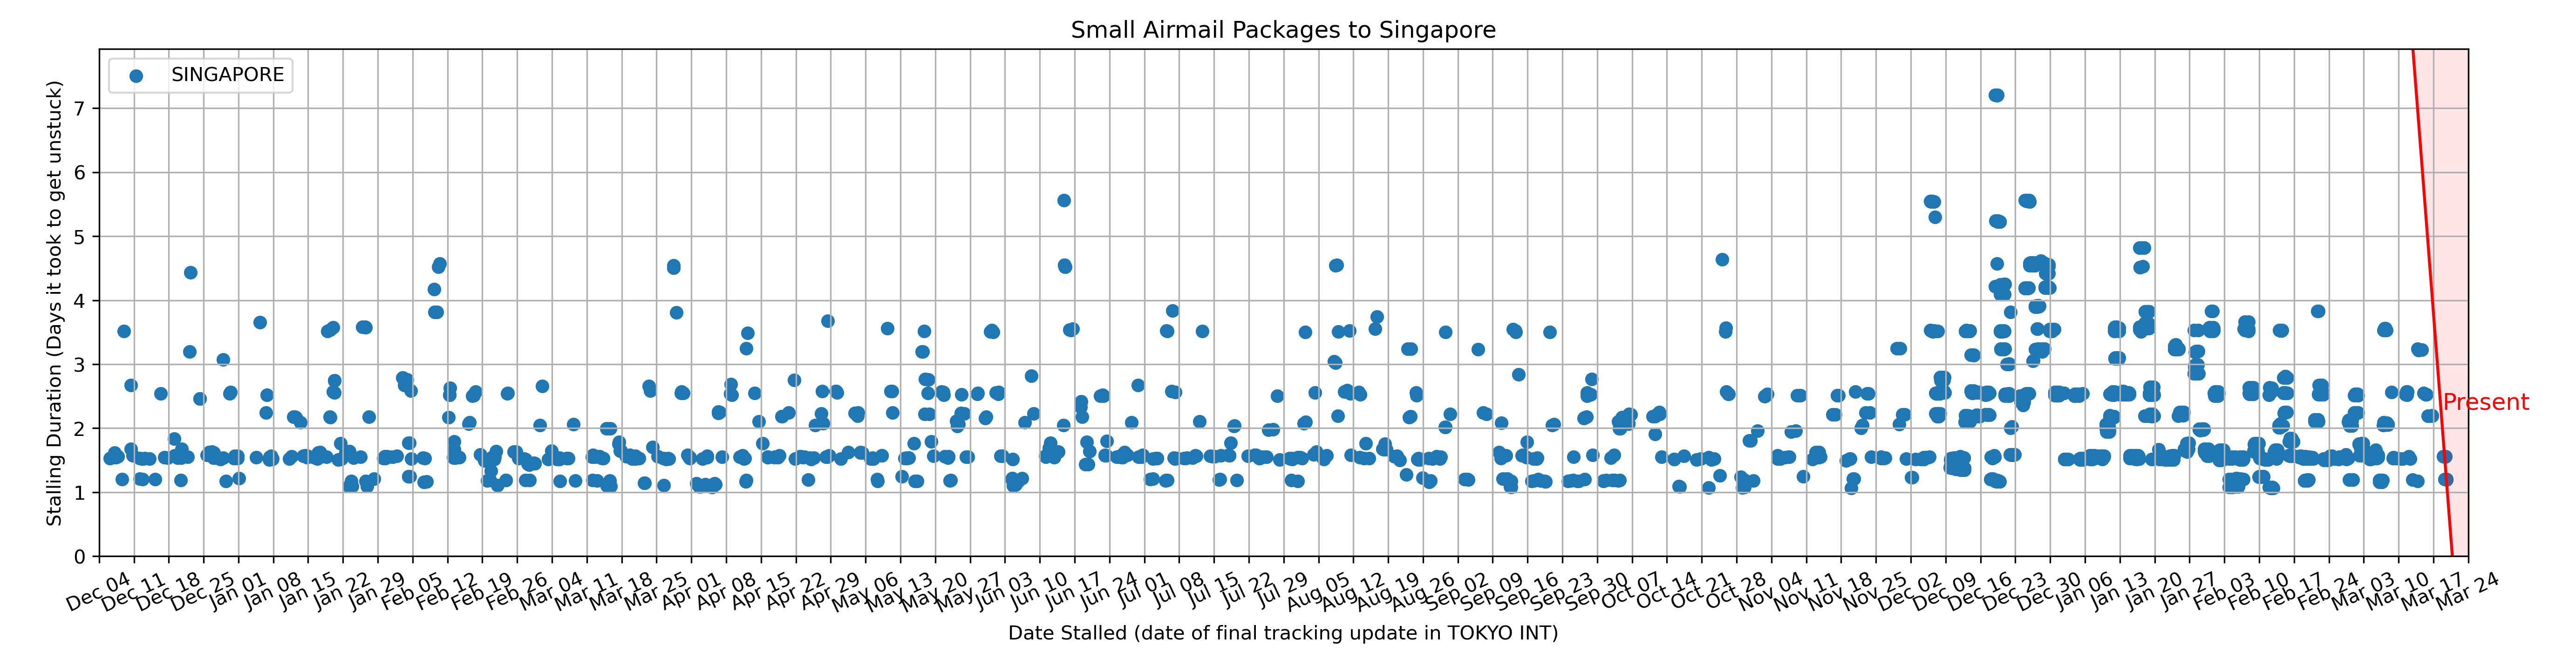 Small Airmail Packages to Singapore
SINGAPORE
Stalling Duration (Days it took to get unstuck)
7
6
5
4
3
2
1
0
Present
Dec 04 Dec 11 Dec 18 Dec 25 Jan 01 Jan 08 Jan 15 Jan 22 Jan 29 Feb 05 Feb 12 Feb 19 Feb 26 Mar 04 Mar 11 Mar 18 Mar 25 Apr 01 Apr 08 Apr 15 Apr 22 Apr 29 May 06 May 13 May 20 May 27 Jun 03 Jun 10 Jun 17 Jun 24 Jul 01 Jul 08 Jul 15 Jul 22 Jul 29 Aug 05 Aug 12 Aug 19 Aug 26 Sep 02 Sep 09 Sep 16 Sep 23 Sep 30 Oct 07 Oct 14 Oct 21 Oct 28 Nov 04 Nov 11 Nov 18 Nov 25 Dec 02 Dec 09 Dec 16 Dec 23 Dec 30 Jan 06 Jan 13 Jan 20 Jan 27 Feb 03 Feb 10 Feb 17 Feb 24 Mar 03 Mar 10 Mar 17 Mar 24
Date Stalled (date of final tracking update in TOKYO INT)